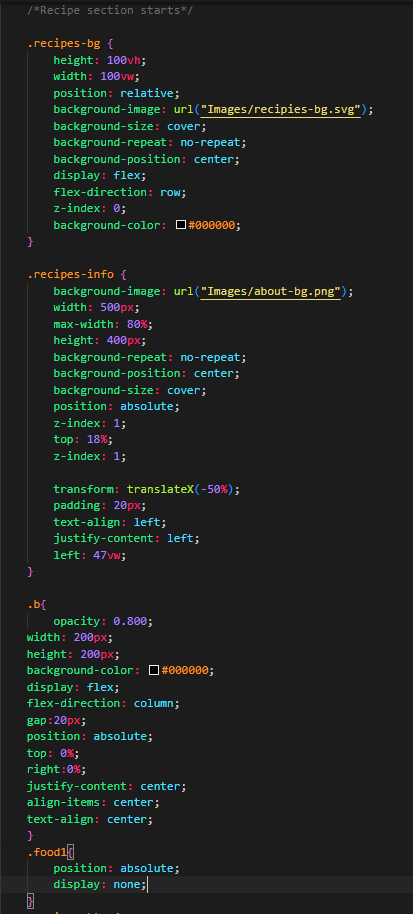 /*Recipe section starts*/
.recipes-bg {
height: 100vh;
width: 100vw;
position: relative;
background-image: url("Images/recipies-bg.svg");
background-size: cover;
background-repeat: no-repeat;
background-position: center;
display: flex;
flex-direction: row;
z-index: 0;
background-color: #000000;
}
.recipes-info {
background-image: url("Images/about-bg.png");
width: 500px;
max-width: 80%;
height: 400px;
background-repeat: no-repeat;
background-position: center;
background-size: cover;
position: absolute;
z-index: 1;
top: 18%;
z-index: 1;
transform: translateX(-50%);
padding: 20px;
text-align: left;
justify-content: left;
left: 47vw;
}
.b{
opacity: 0.800;
width: 200px;
height: 200px;
background-color: #000000;
display: flex;
flex-direction: column;
gap:20px;
position: absolute;
top: 0%;
right:0%;
justify-content: center;
align-items: center;
text-align: center;
}
.food1{
position: absolute;
display: none;
}